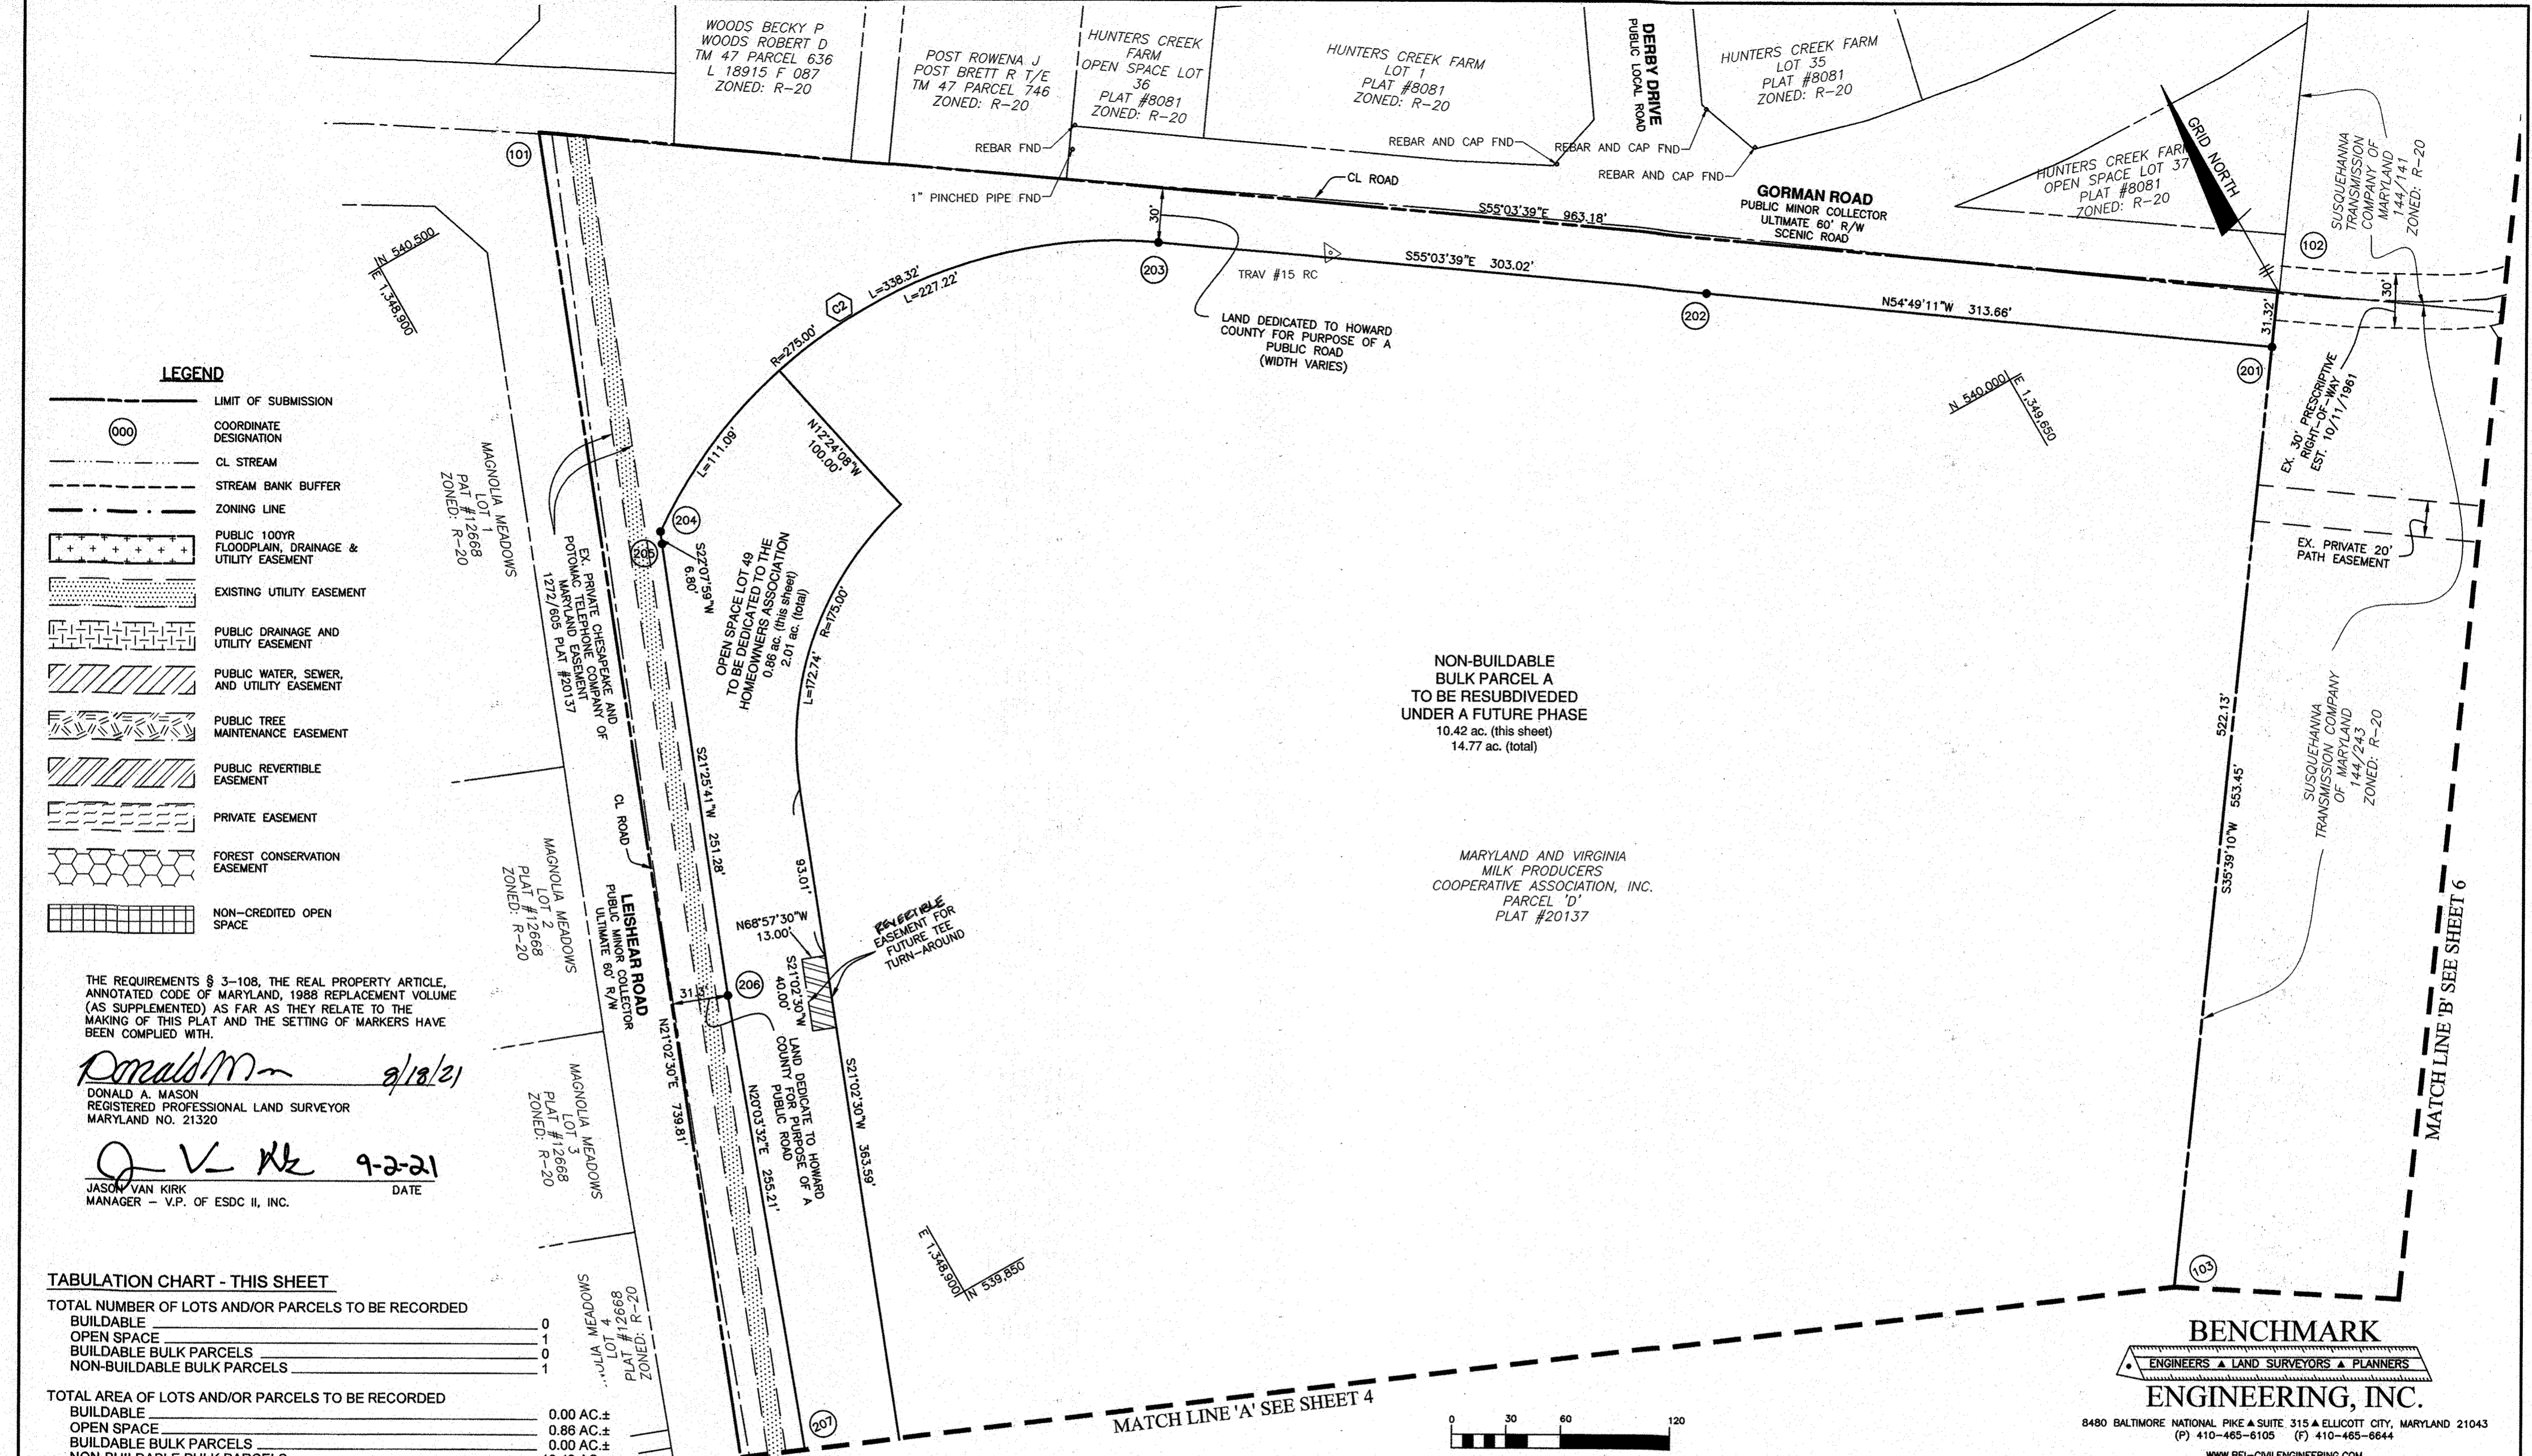 WOODS BECKY P
WOODS ROBERT D
TM 47 PARCEL 636
L 18915 F 087
ZONED: R-20
POST ROWENA J
POST BRETT R T/E
TM 47 PARCEL 746
ZONED: R-20
HUNTERS CREEK
FARM
OPEN SPACE LOT
36
PLAT #8081
ZONED: R-20
HUNTERS CREEK FARM
LOT 1
PLAT #8081
ZONED: R-20
DERBY DRIVE
PUBLIC LOCAL ROAD
HUNTERS CREEK FARM
LOT 35
PLAT #8081
ZONED: R-20
HUNTERS CREEK FARM
OPEN SPACE LOT 37
PLAT #8081
ZONED: R-20
GRID NORTH
SUSQUEHANNA
TRANSMISSION
COMPANY OF
MARYLAND
144/141
ZONED: R-20
101
REBAR FND
1" PINCHED PIPE FND
REBAR AND CAP FND
REBAR AND CAP FND
REBAR AND CAP FND
CL ROAD
30'
S55°03'39"E 963.18'
GORMAN ROAD
PUBLIC MINOR COLLECTOR
ULTIMATE 60' R/W
SCENIC ROAD
102
N 540,500
E 1,348,900
C2
L=338.32'
L=227.22'
R=275.00'
203
TRAV #15 RC
S55°03'39"E 303.02'
202
N54°49'11"W 313.66'
31.32'
30'
201
LAND DEDICATED TO HOWARD
COUNTY FOR PURPOSE OF A
PUBLIC ROAD
(WIDTH VARIES)
N 540,000
E 1,349,650
EX. 30' PRESCRIPTIVE
RIGHT-OF-WAY
EST. 10/11/1961
EX. PRIVATE 20'
PATH EASEMENT
LEGEND
LIMIT OF SUBMISSION
000
COORDINATE
DESIGNATION
CL STREAM
STREAM BANK BUFFER
ZONING LINE
PUBLIC 100YR
FLOODPLAIN, DRAINAGE &
UTILITY EASEMENT
EXISTING UTILITY EASEMENT
PUBLIC DRAINAGE AND
UTILITY EASEMENT
PUBLIC WATER, SEWER,
AND UTILITY EASEMENT
PUBLIC TREE
MAINTENANCE EASEMENT
PUBLIC REVERTIBLE
EASEMENT
PRIVATE EASEMENT
FOREST CONSERVATION
EASEMENT
NON-CREDITED OPEN
SPACE
MAGNOLIA MEADOWS
LOT 1
PAT #12668
ZONED: R-20
EX. PRIVATE CHESAPEAKE AND
POTOMAC TELEPHONE COMPANY OF
MARYLAND EASEMENT
1272/605 PLAT #20137
L=111.09'
N12°24'08"W
100.00'
204
205
S22°07'59"W
6.80'
OPEN SPACE LOT 49
TO BE DEDICATED TO THE
HOMEOWNERS ASSOCIATION
0.86 ac. (this sheet)
2.01 ac. (total)
R=175.00'
L=172.74'
NON-BUILDABLE
BULK PARCEL A
TO BE RESUBDIVEDED
UNDER A FUTURE PHASE
10.42 ac. (this sheet)
14.77 ac. (total)
MARYLAND AND VIRGINIA
MILK PRODUCERS
COOPERATIVE ASSOCIATION, INC.
PARCEL 'D'
PLAT #20137
522.13'
S35°39'10"W 553.45'
SUSQUEHANNA
TRANSMISSION COMPANY
OF MARYLAND
144/243
ZONED: R-20
MATCH LINE 'B' SEE SHEET 6
S21°25'41"W 251.28'
93.01'
CL ROAD
MAGNOLIA MEADOWS
LOT 2
PLAT #12668
ZONED: R-20
LEISHEAR ROAD
PUBLIC MINOR COLLECTOR
ULTIMATE 60' R/W
N68°57'30"W
13.00'
REVERTIBLE
EASEMENT FOR
FUTURE TEE
TURN-AROUND
S21°02'30"W
40.00'
206
N21°02'30"E 739.81'
LAND DEDICATE TO HOWARD
COUNTY FOR PURPOSE OF A
PUBLIC ROAD
N20°03'32"E 255.21'
S21°02'30"W 363.59'
MAGNOLIA MEADOWS
LOT 3
PLAT #12668
ZONED: R-20
THE REQUIREMENTS § 3-108, THE REAL PROPERTY ARTICLE,
ANNOTATED CODE OF MARYLAND, 1988 REPLACEMENT VOLUME
(AS SUPPLEMENTED) AS FAR AS THEY RELATE TO THE
MAKING OF THIS PLAT AND THE SETTING OF MARKERS HAVE
BEEN COMPLIED WITH.
8/18/21
DONALD A. MASON
REGISTERED PROFESSIONAL LAND SURVEYOR
MARYLAND NO. 21320
9-2-21
JASON VAN KIRK DATE
MANAGER - V.P. OF ESDC II, INC.
E 1,348,900
N 539,850
MEADOWS
LOT 4
PLAT #12668
ZONED: R-20
TABULATION CHART - THIS SHEET
TOTAL NUMBER OF LOTS AND/OR PARCELS TO BE RECORDED
BUILDABLE 0
OPEN SPACE 1
BUILDABLE BULK PARCELS 0
NON-BUILDABLE BULK PARCELS 1
TOTAL AREA OF LOTS AND/OR PARCELS TO BE RECORDED
BUILDABLE 0.00 AC.±
OPEN SPACE 0.86 AC.±
BUILDABLE BULK PARCELS 0.00 AC.±
207
MATCH LINE 'A' SEE SHEET 4
0 30 60 120
103
BENCHMARK
ENGINEERS ▲ LAND SURVEYORS ▲ PLANNERS
ENGINEERING, INC.
8480 BALTIMORE NATIONAL PIKE ▲ SUITE 315 ▲ ELLICOTT CITY, MARYLAND 21043
(P) 410-465-6105 (F) 410-465-6644